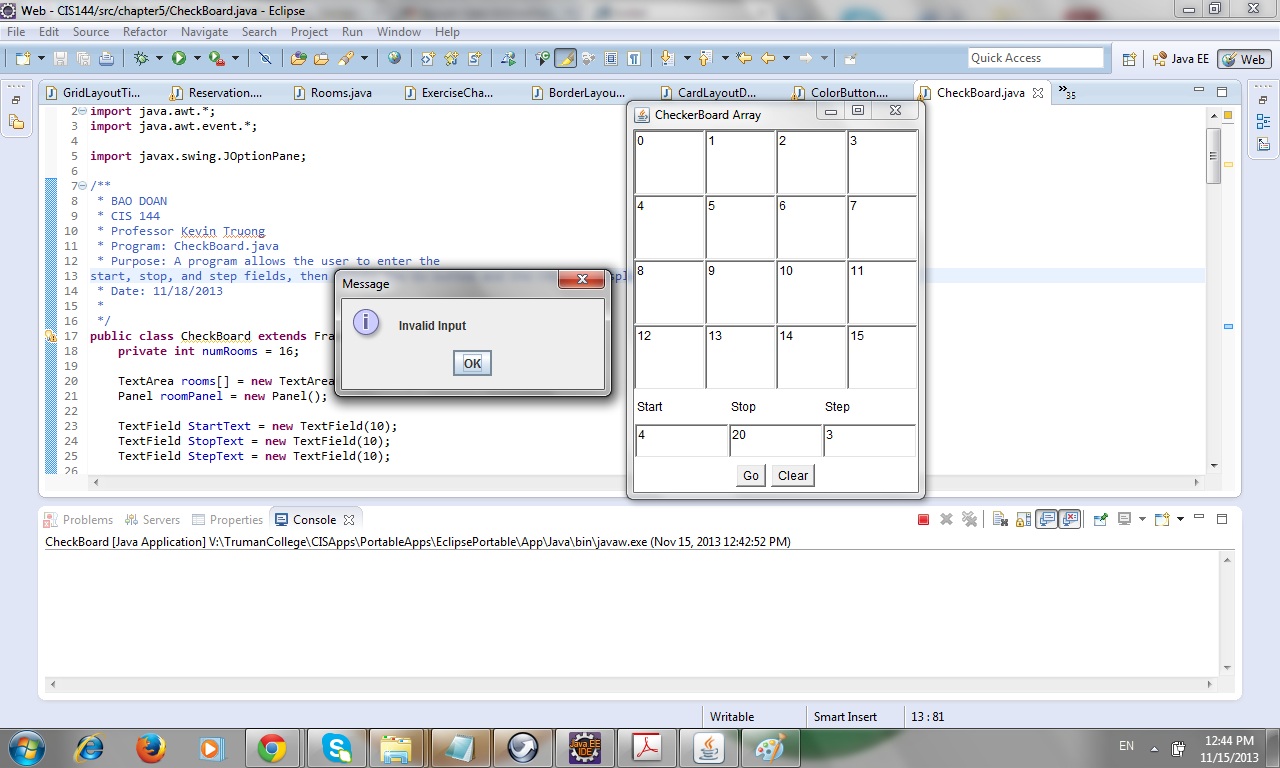 Web - CIS144/src/chapter5/CheckBoard.java - Eclipse
File Edit Source Refactor Navigate Search Project Run Window Help
Quick Access Java EE Web
GridLayoutTi... Reservation.... Rooms.java ExerciseCha... BorderLayou... CardLayoutD... ColorButton.... CheckBoard.java »35
2 import java.awt.*;
3 import java.awt.event.*;
4
5 import javax.swing.JOptionPane;
6
7 /**
8 * BAO DOAN
9 * CIS 144
10 * Professor Kevin Truong
11 * Program: CheckBoard.java
12 * Purpose: A program allows the user to enter the
13 start, stop, and step fields, then
14 * Date: 11/18/2013
15 *
16 */
17 public class CheckBoard extends Fra
18 private int numRooms = 16;
19
20 TextArea rooms[] = new TextArea
21 Panel roomPanel = new Panel();
22
23 TextField StartText = new TextField(10);
24 TextField StopText = new TextField(10);
25 TextField StepText = new TextField(10);
26
Message
Invalid Input
OK
CheckerBoard Array
0 1 2 3
4 5 6 7
8 9 10 11
12 13 14 15
Start Stop Step
4 20 3
Go Clear
Problems Servers Properties Console
CheckBoard [Java Application] V:\TrumanCollege\CISApps\PortableApps\EclipsePortable\App\Java\bin\javaw.exe (Nov 15, 2013 12:42:52 PM)
Writable Smart Insert 13 : 81
Java EE
IDE
EN 12:44 PM
11/15/2013